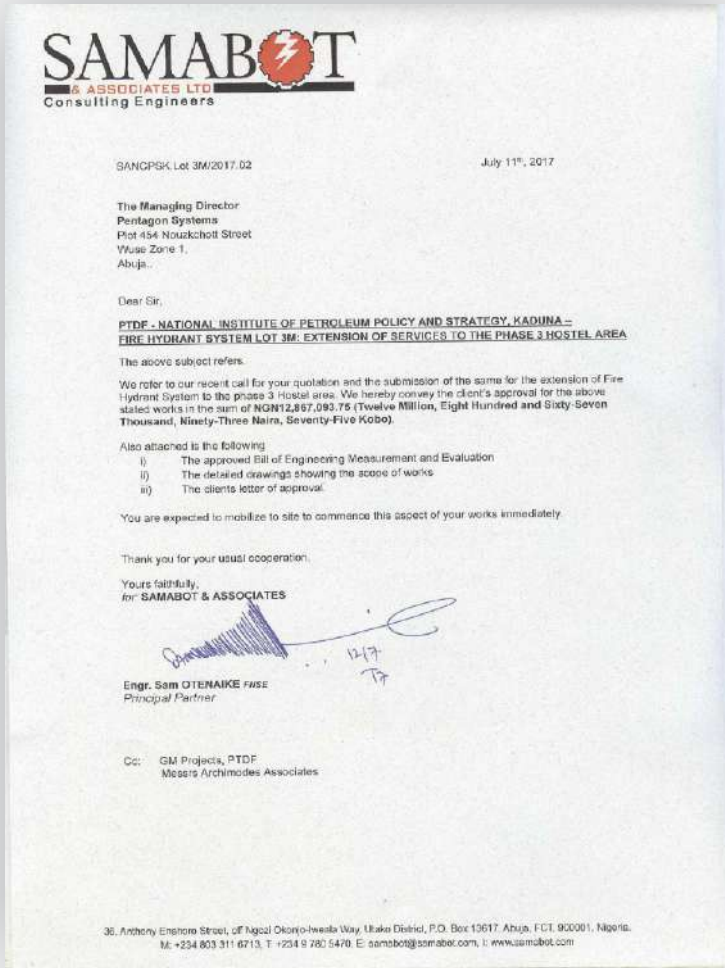 SAMABOT
& ASSOCIATES LTD
Consulting Engineers
SANCPSK, Lot 3M/2017.02
July 11th, 2017
The Managing Director
Pentagon Systems
Plot 454 Nouzkchott Street
Wuse Zone 1,
Abuja..
Dear Sir,
PTDF - NATIONAL INSTITUTE OF PETROLEUM POLICY AND STRATEGY, KADUNA –
FIRE HYDRANT SYSTEM LOT 3M: EXTENSION OF SERVICES TO THE PHASE 3 HOSTEL AREA
The above subject refers.
We refer to our recent call for your quotation and the submission of the same for the extension of Fire
Hydrant System to the phase 3 Hostel area. We hereby convey the client's approval for the above
stated works in the sum of NGN12,867,093.75 (Twelve Million, Eight Hundred and Sixty-Seven
Thousand, Ninety-Three Naira, Seventy-Five Kobo).
Also attached is the following
i) The approved Bill of Engineering Measurement and Evaluation
ii) The detailed drawings showing the scope of works
iii) The clients letter of approval.
You are expected to mobilize to site to commence this aspect of your works immediately.
Thank you for your usual cooperation.
Yours faithfully,
for: SAMABOT & ASSOCIATES
12/7
Engr. Sam OTENAIKE FNSE
Principal Partner
Cc: GM Projects, PTDF
Messrs Archimodes Associates
36, Anthony Enahoro Street, off Ngozi Okonjo-Iweala Way, Utako District, P.O. Box 13617, Abuja, FCT, 900001, Nigeria.
M: +234 803 311 6713, T: +234 9 780 5470, E: samabot@samabot.com, I: www.samabot.com